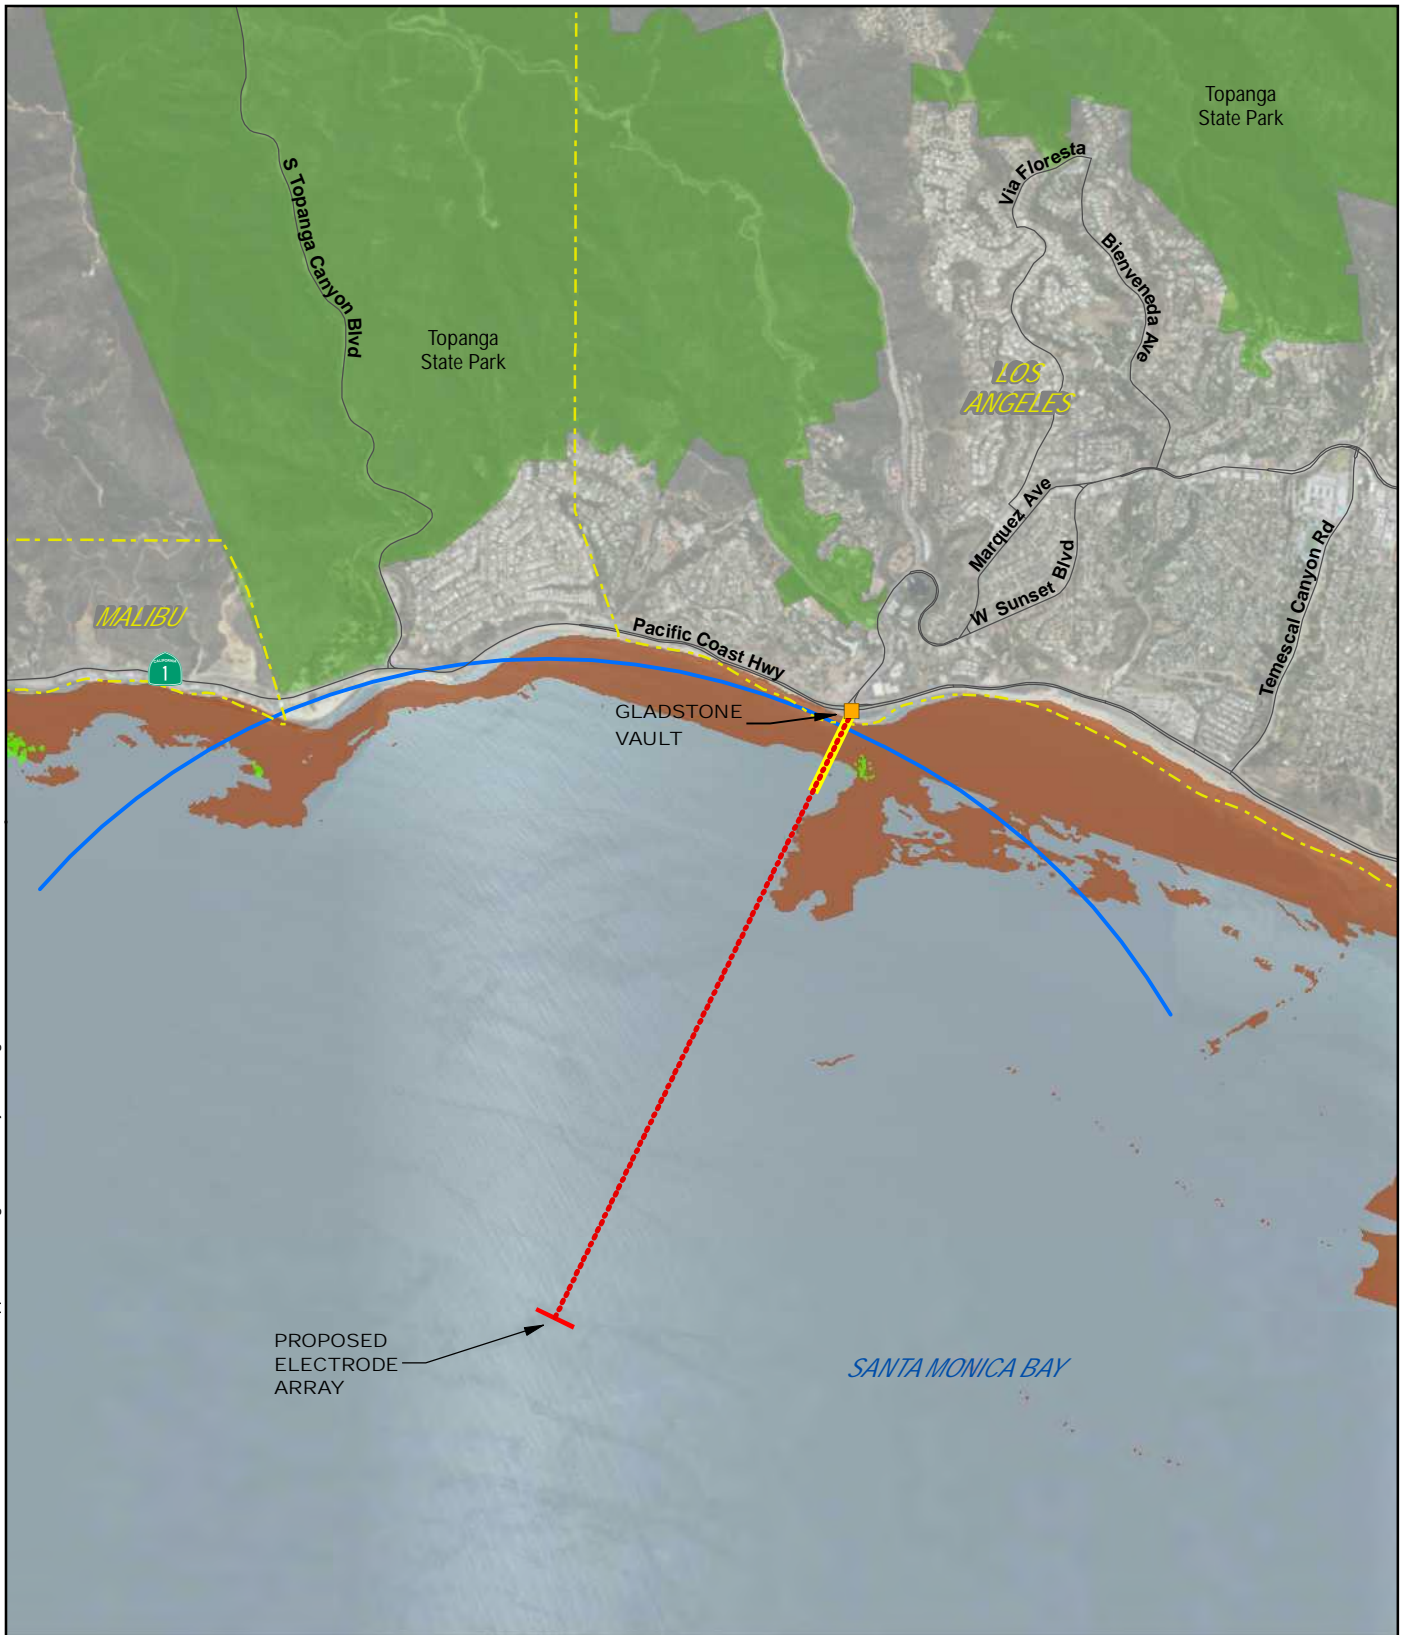 Topanga
State Park
Via Floresta
S Topanga Canyon Blvd
Bienveneda Ave
Topanga
State Park
LOS
ANGELES
Marquez Ave
W Sunset Blvd
Temescal Canyon Rd
MALIBU
CALIFORNIA
1
Pacific Coast Hwy
GLADSTONE
VAULT
PROPOSED
ELECTRODE
ARRAY
SANTA MONICA BAY